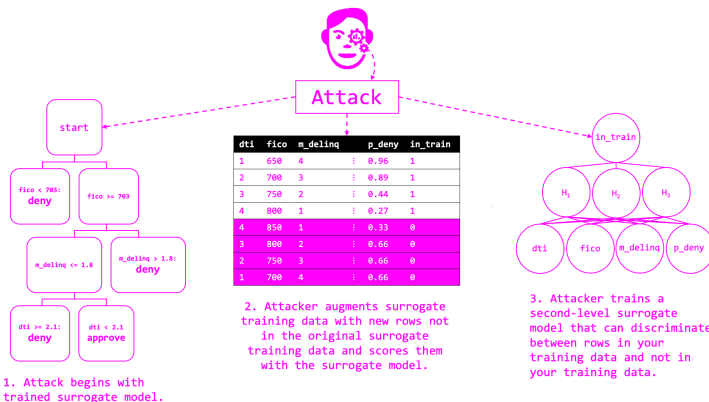 Attack
start
fico < 703:
deny
fico >= 703
m_delinq <= 1.8
m_delinq > 1.8:
deny
dti >= 2.1:
deny
dti < 2.1
approve
1. Attack begins with
trained surrogate model.
dti fico m_delinq p_deny in_train
1 650 4 ⋮ 0.96 1
2 700 3 ⋮ 0.89 1
3 750 2 ⋮ 0.44 1
4 800 1 ⋮ 0.27 1
4 850 1 ⋮ 0.33 0
3 800 2 ⋮ 0.66 0
2 750 3 ⋮ 0.66 0
1 700 4 ⋮ 0.66 0
2. Attacker augments surrogate
training data with new rows not
in the original surrogate
training data and scores them
with the surrogate model.
in_train
H₁ H₂ H₃
dti fico m_delinq p_deny
3. Attacker trains a
second-level surrogate
model that can discriminate
between rows in your
training data and not in
your training data.